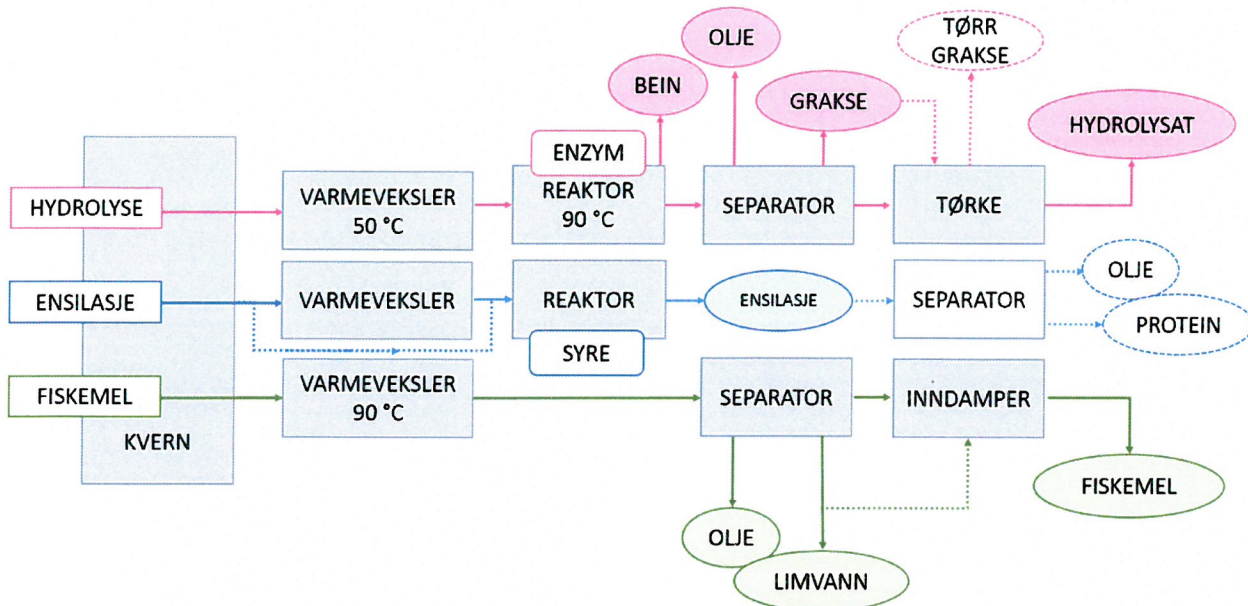 OLJE
TØRR
GRAKSE
BEIN
GRAKSE
HYDROLYSAT
ENZYM
HYDROLYSE
VARMEVEKSLER
50 °C
REAKTOR
90 °C
SEPARATOR
TØRKE
ENSILASJE
VARMEVEKSLER
REAKTOR
ENSILASJE
SEPARATOR
OLJE
PROTEIN
SYRE
FISKEMEL
VARMEVEKSLER
90 °C
SEPARATOR
INNDAMPER
KVERN
FISKEMEL
OLJE
LIMVANN